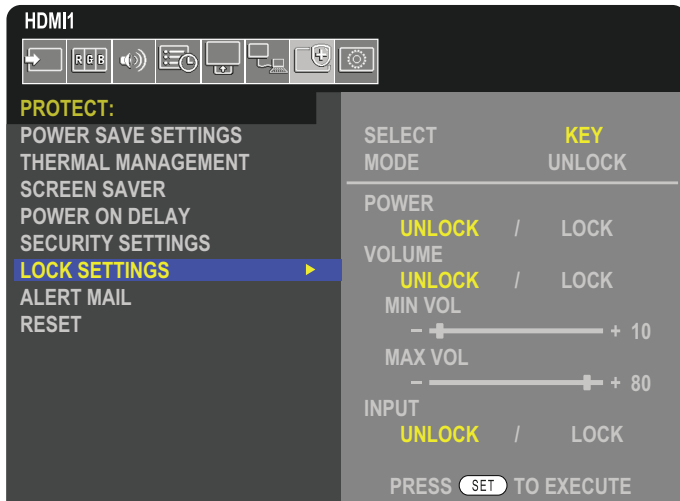 HDMI1
R G B
PROTECT:
POWER SAVE SETTINGS
THERMAL MANAGEMENT
SCREEN SAVER
POWER ON DELAY
SECURITY SETTINGS
LOCK SETTINGS
ALERT MAIL
RESET
SELECT KEY
MODE UNLOCK
POWER
UNLOCK / LOCK
VOLUME
UNLOCK / LOCK
MIN VOL
- + 10
MAX VOL
- + 80
INPUT
UNLOCK / LOCK
PRESS SET TO EXECUTE